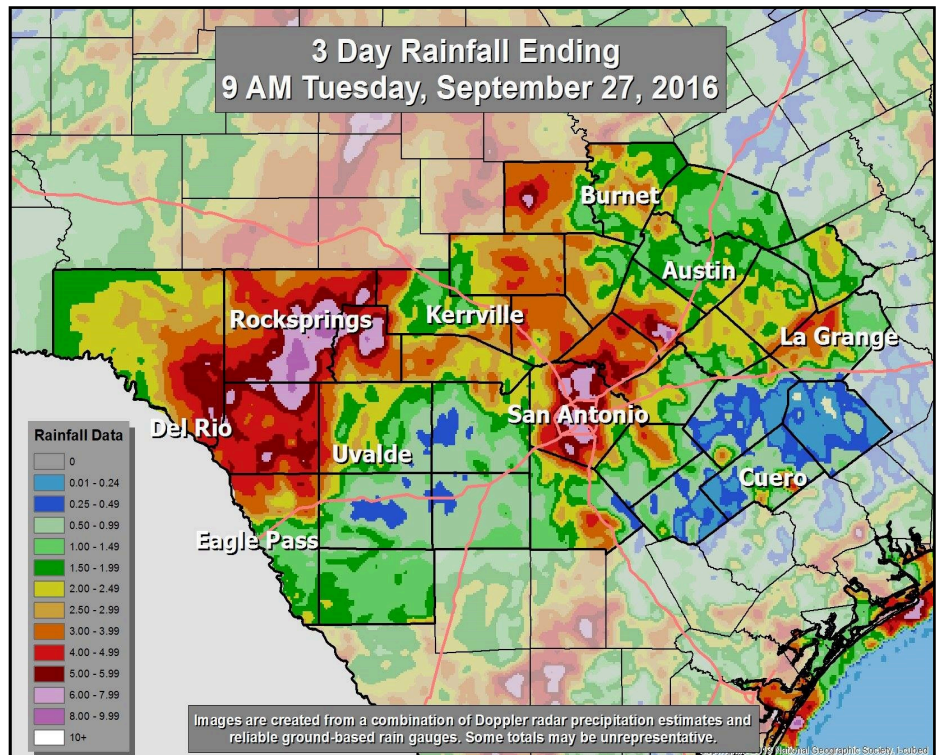 3 Day Rainfall Ending
9 AM Tuesday, September 27, 2016
Burnet
Austin
Rocksprings
Kerrville
La Grange
San Antonio
Del Rio
Uvalde
Cuero
Eagle Pass
Rainfall Data
0
0.01 - 0.24
0.25 - 0.49
0.50 - 0.99
1.00 - 1.49
1.50 - 1.99
2.00 - 2.49
2.50 - 2.99
3.00 - 3.99
4.00 - 4.99
5.00 - 5.99
6.00 - 7.99
8.00 - 9.99
10+
Images are created from a combination of Doppler radar precipitation estimates and
reliable ground-based rain gauges. Some totals may be unrepresentative.
National Geographic Society, i-cubed